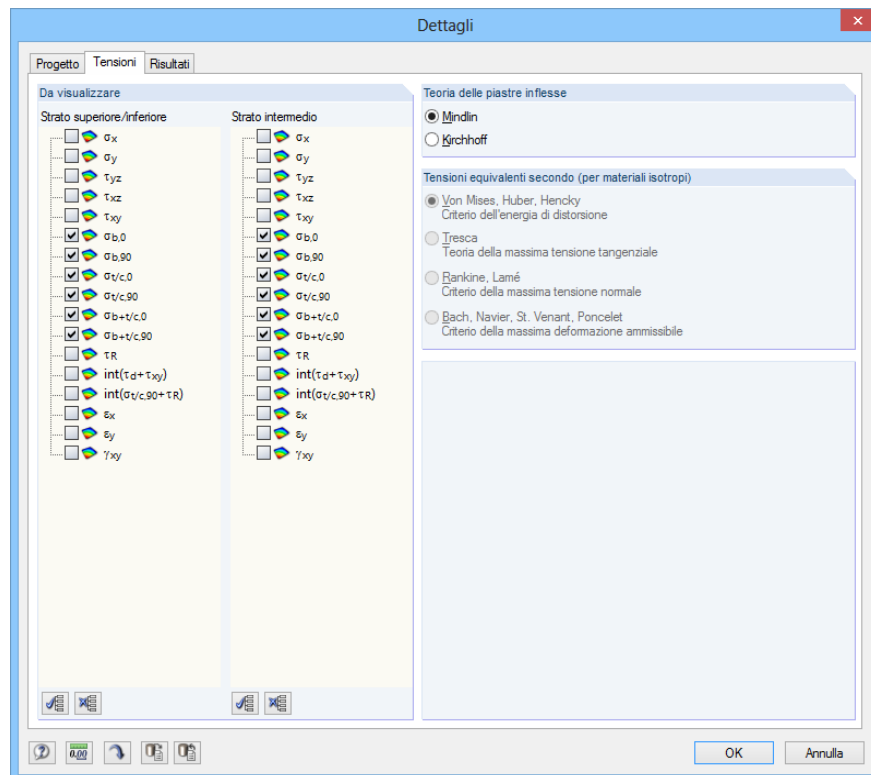 Dettagli
Progetto Tensioni Risultati
Da visualizzare
Strato superiore/inferiore Strato intermedio
σx σx
σy σy
τyz τyz
τxz τxz
τxy τxy
σb,0 σb,0
σb,90 σb,90
σt/c,0 σt/c,0
σt/c,90 σt/c,90
σb+t/c,0 σb+t/c,0
σb+t/c,90 σb+t/c,90
τR τR
int(τd+τxy) int(τd+τxy)
int(σt/c,90+τR) int(σt/c,90+τR)
εx εx
εy εy
γxy γxy
Teoria delle piastre inflesse
Mindlin
Kirchhoff
Tensioni equivalenti secondo (per materiali isotropi)
Von Mises, Huber, Hencky
Criterio dell'energia di distorsione
Tresca
Teoria della massima tensione tangenziale
Rankine, Lamé
Criterio della massima tensione normale
Bach, Navier, St. Venant, Poncelet
Criterio della massima deformazione ammissibile
0.00
OK Annulla